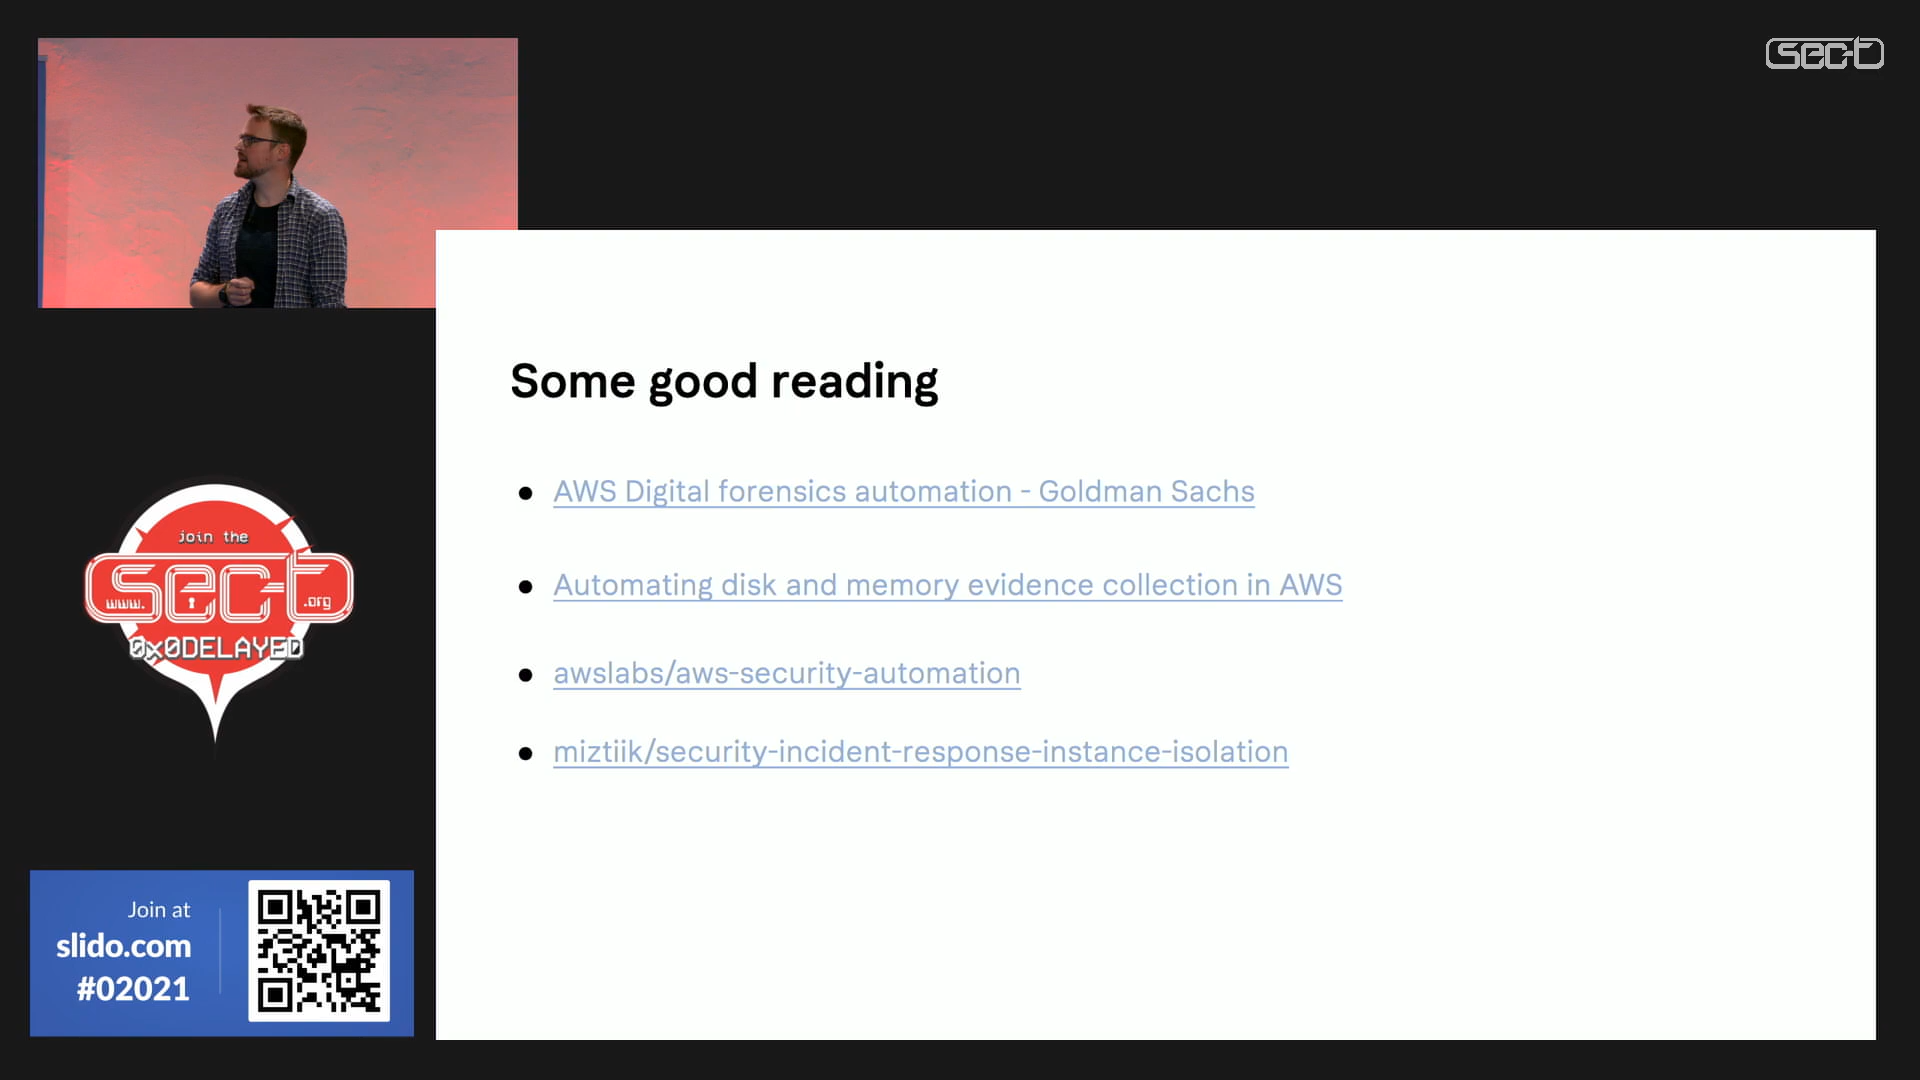 sec-t
Some good reading
AWS Digital forensics automation - Goldman Sachs
Automating disk and memory evidence collection in AWS
awslabs/aws-security-automation
miztiik/security-incident-response-instance-isolation
join the
www. sec-t .org
0x0DELAYED
Join at
slido.com
#02021